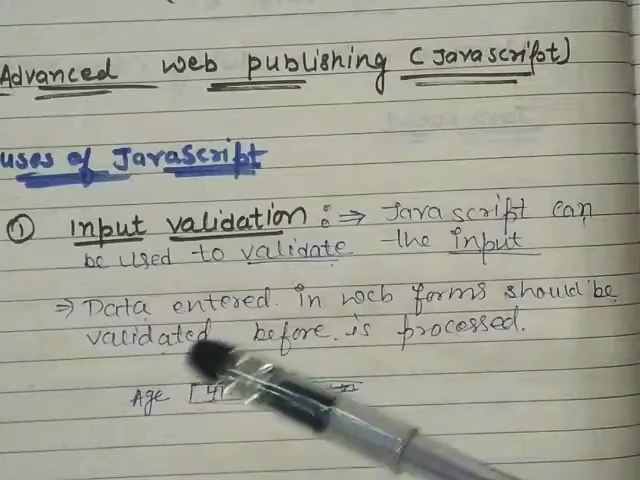 Advanced web publishing (Javascript)
uses of JavaScript
① Input validation :⇒ Javascript can
be used to validate the input
⇒ Data entered in web forms should be
validated before is processed.
Age